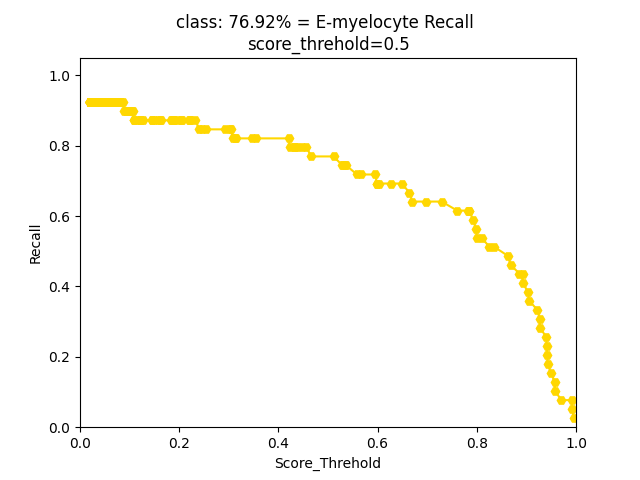 class: 76.92% = E-myelocyte Recall
score_threhold=0.5
1.0
0.8
0.6
0.4
0.2
0.0
Recall
0.0 0.2 0.4 0.6 0.8 1.0
Score_Threhold